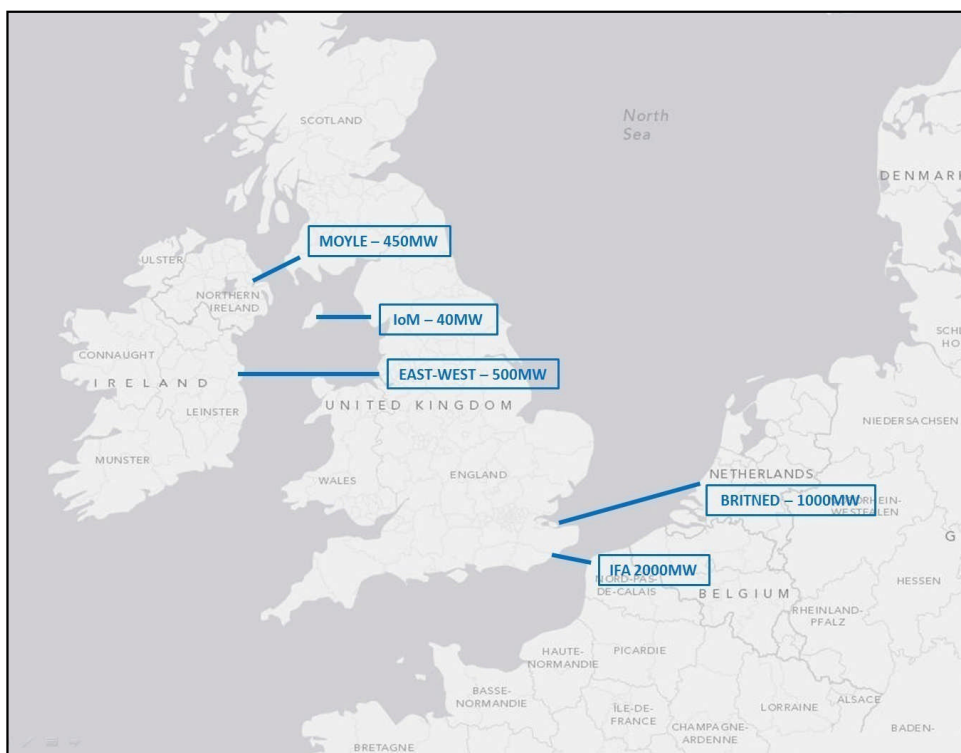 SCOTLAND
North
Sea
DENMARK
MOYLE – 450MW
ULSTER
NORTHERN
IRELAND
IoM – 40MW
CONNAUGHT
IRELAND
EAST-WEST – 500MW
LEINSTER
UNITED KINGDOM
NIEDERSACHSEN
MUNSTER
WALES
ENGLAND
NETHERLANDS
BRITNED – 1000MW
WESTFALEN
G
IFA 2000MW
NORD-PAS-
DE-CALAIS
BELGIUM
HESSEN
RHEINLAND-
PFALZ
HAUTE-
NORMANDIE
PICARDIE
BASSE-
NORMANDIE
ÎLE-DE-
FRANCE
LORRAINE
ALSACE
CHAMPAGNE-
ARDENNE
BADEN-
BRETAGNE